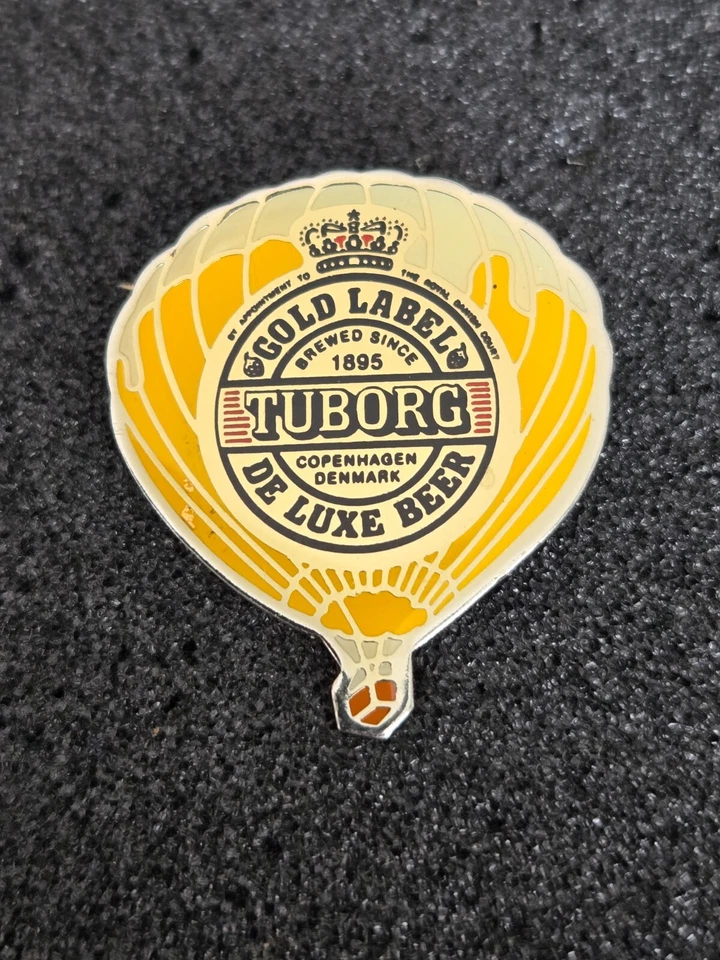 BY APPOINTMENT TO THE ROYAL DANISH COURT
GOLD LABEL
BREWED SINCE
1895
TUBORG
COPENHAGEN
DENMARK
DE LUXE BEER